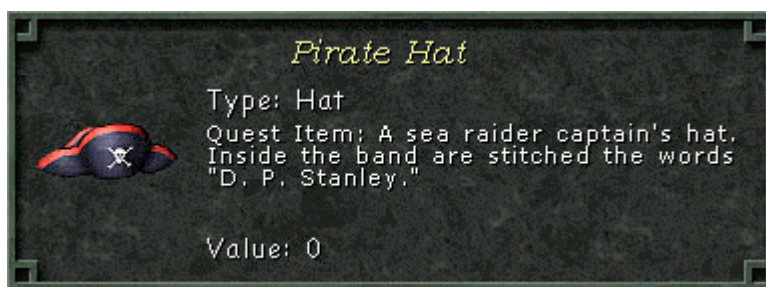 Pirate Hat
Type: Hat
Quest Item: A sea raider captain's hat.
Inside the band are stitched the words
"D. P. Stanley."
Value: 0